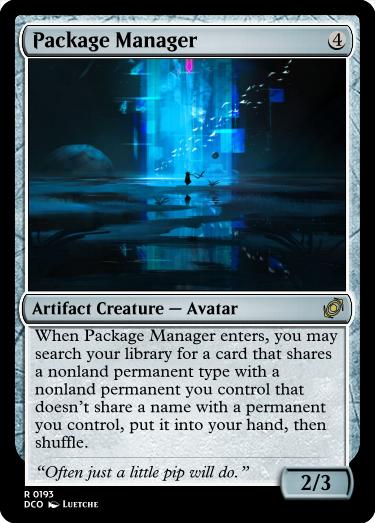 Package Manager
4
Artifact Creature — Avatar
When Package Manager enters, you may
search your library for a card that shares
a nonland permanent type with a
nonland permanent you control that
doesn't share a name with a permanent
you control, put it into your hand, then
shuffle.
“Often just a little pip will do.”
2/3
R 0193
DCO LUETCHE